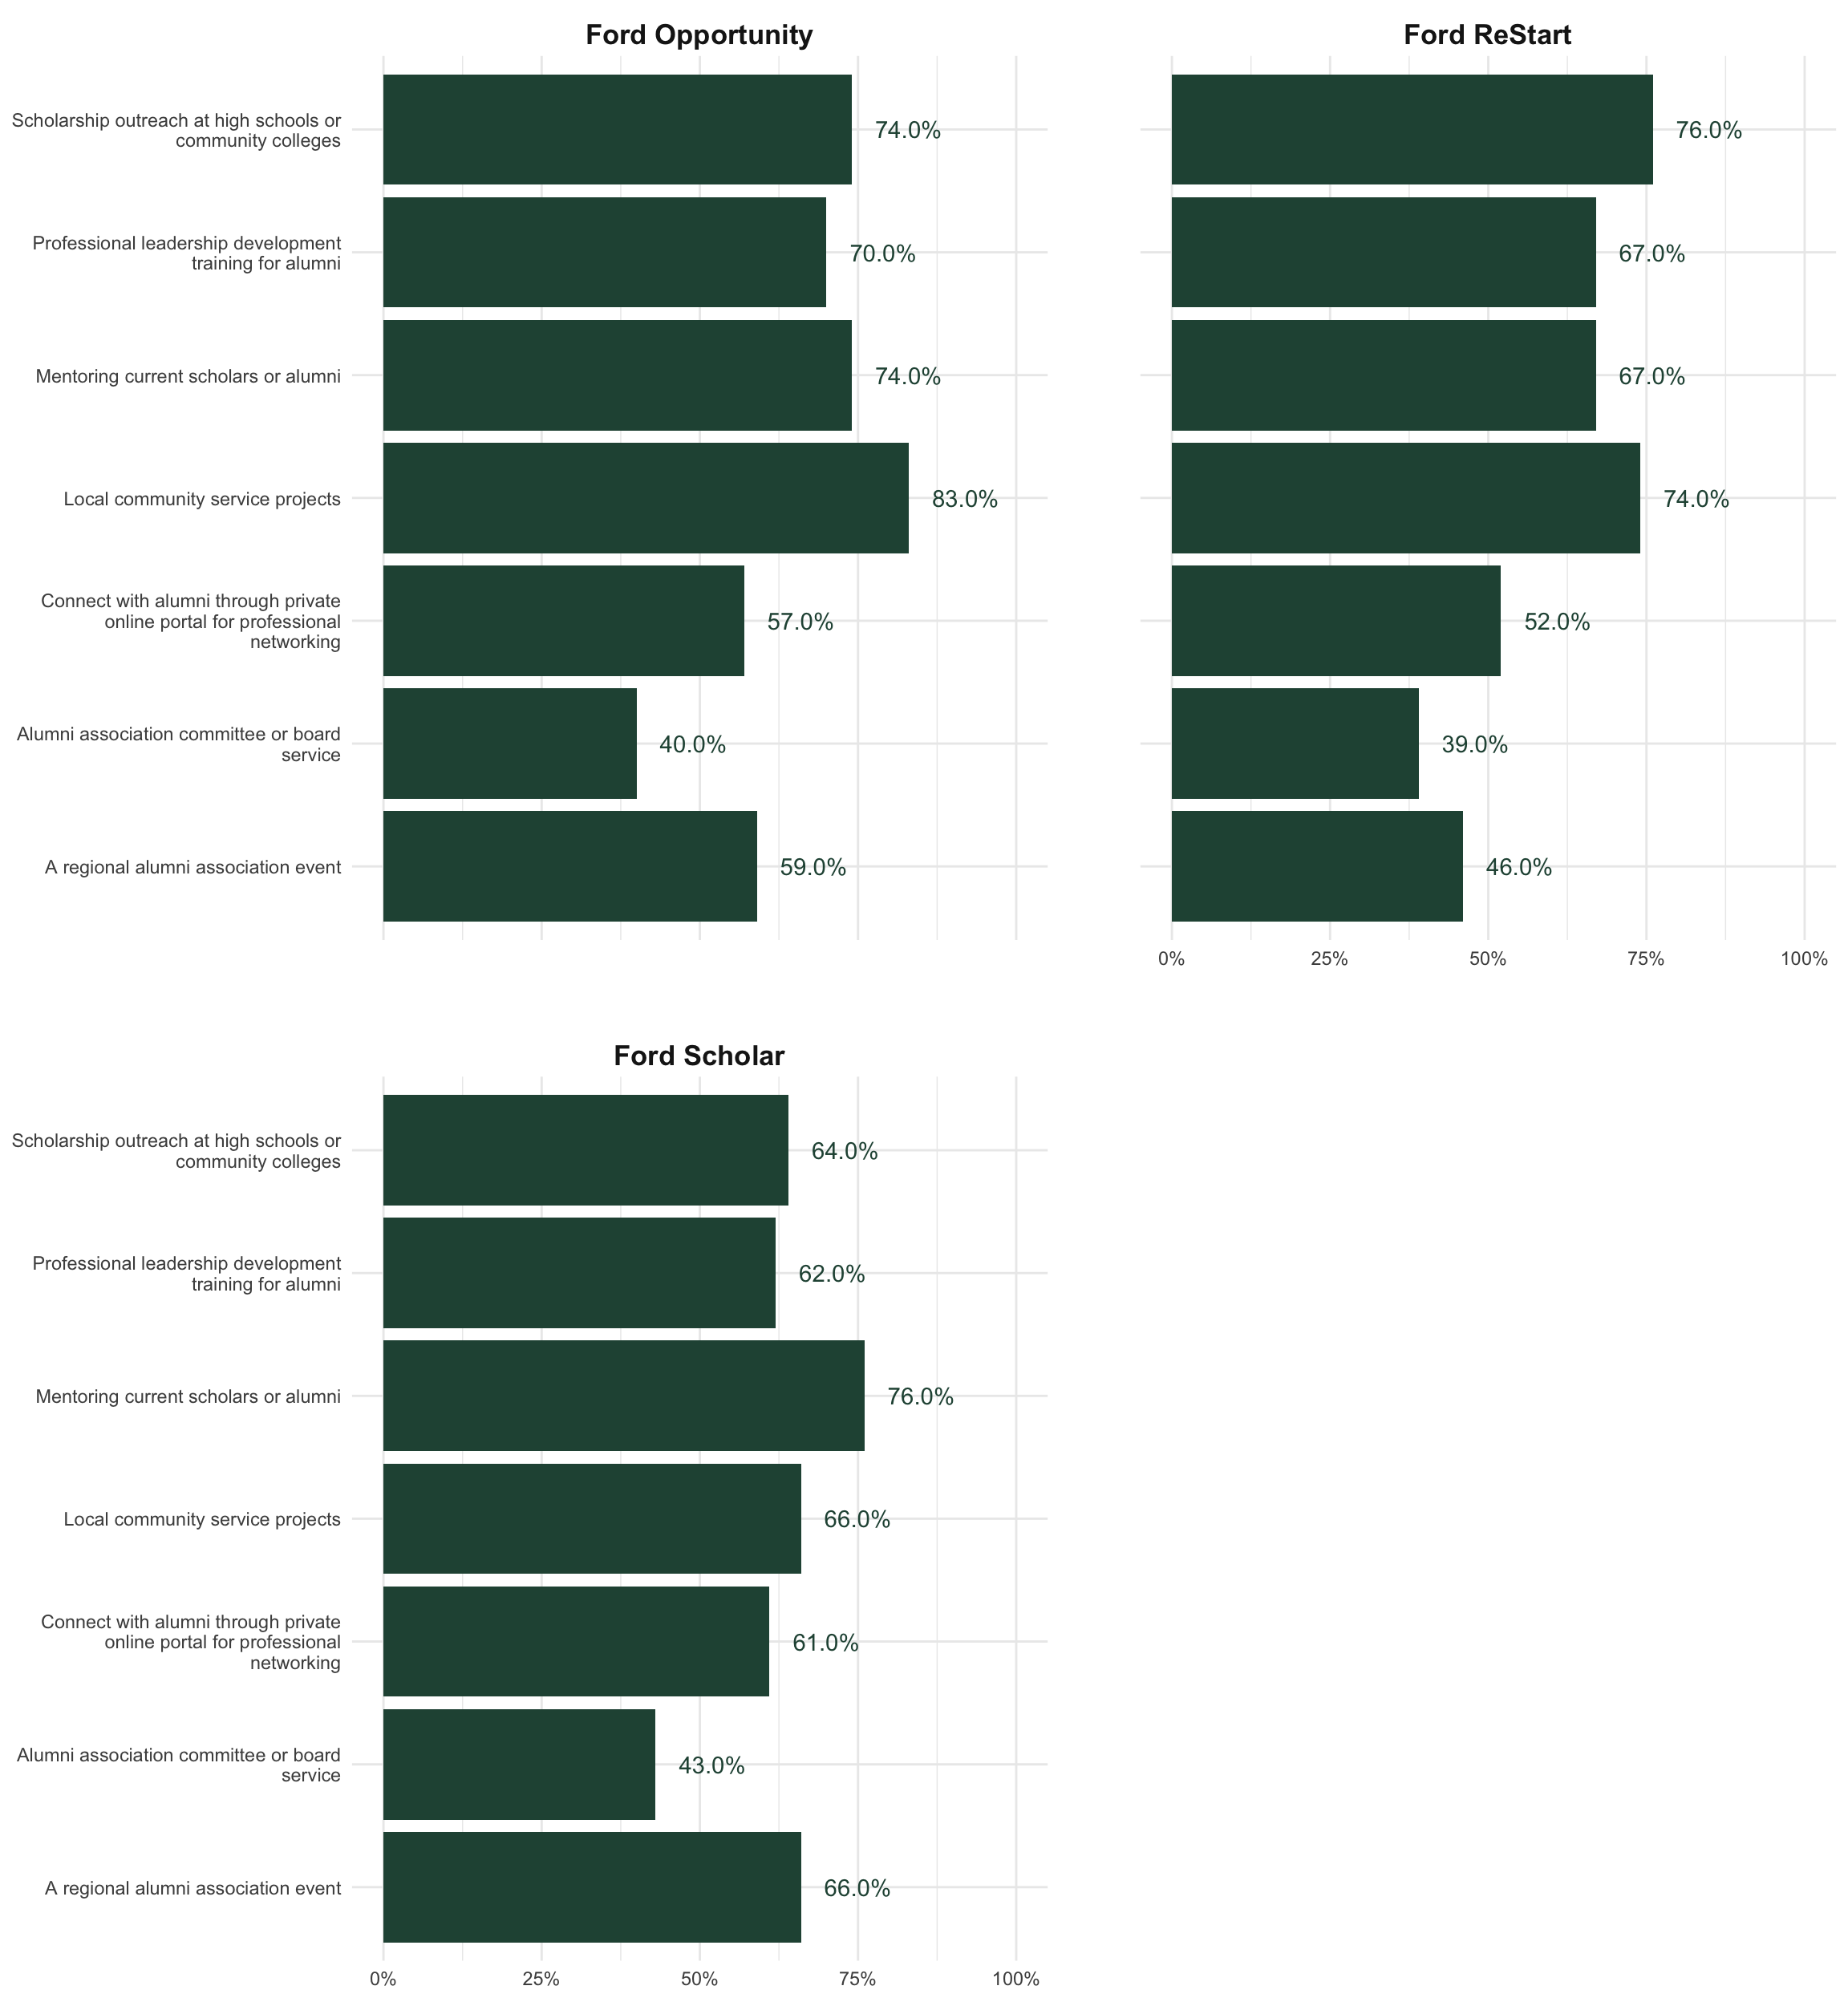 Ford Opportunity
Scholarship outreach at high schools or
community colleges
74.0%
Professional leadership development
training for alumni
70.0%
Mentoring current scholars or alumni
74.0%
Local community service projects
83.0%
Connect with alumni through private
online portal for professional
networking
57.0%
Alumni association committee or board
service
40.0%
A regional alumni association event
59.0%
Ford ReStart
76.0%
67.0%
67.0%
74.0%
52.0%
39.0%
46.0%
0% 25% 50% 75% 100%
Ford Scholar
Scholarship outreach at high schools or
community colleges
64.0%
Professional leadership development
training for alumni
62.0%
Mentoring current scholars or alumni
76.0%
Local community service projects
66.0%
Connect with alumni through private
online portal for professional
networking
61.0%
Alumni association committee or board
service
43.0%
A regional alumni association event
66.0%
0% 25% 50% 75% 100%